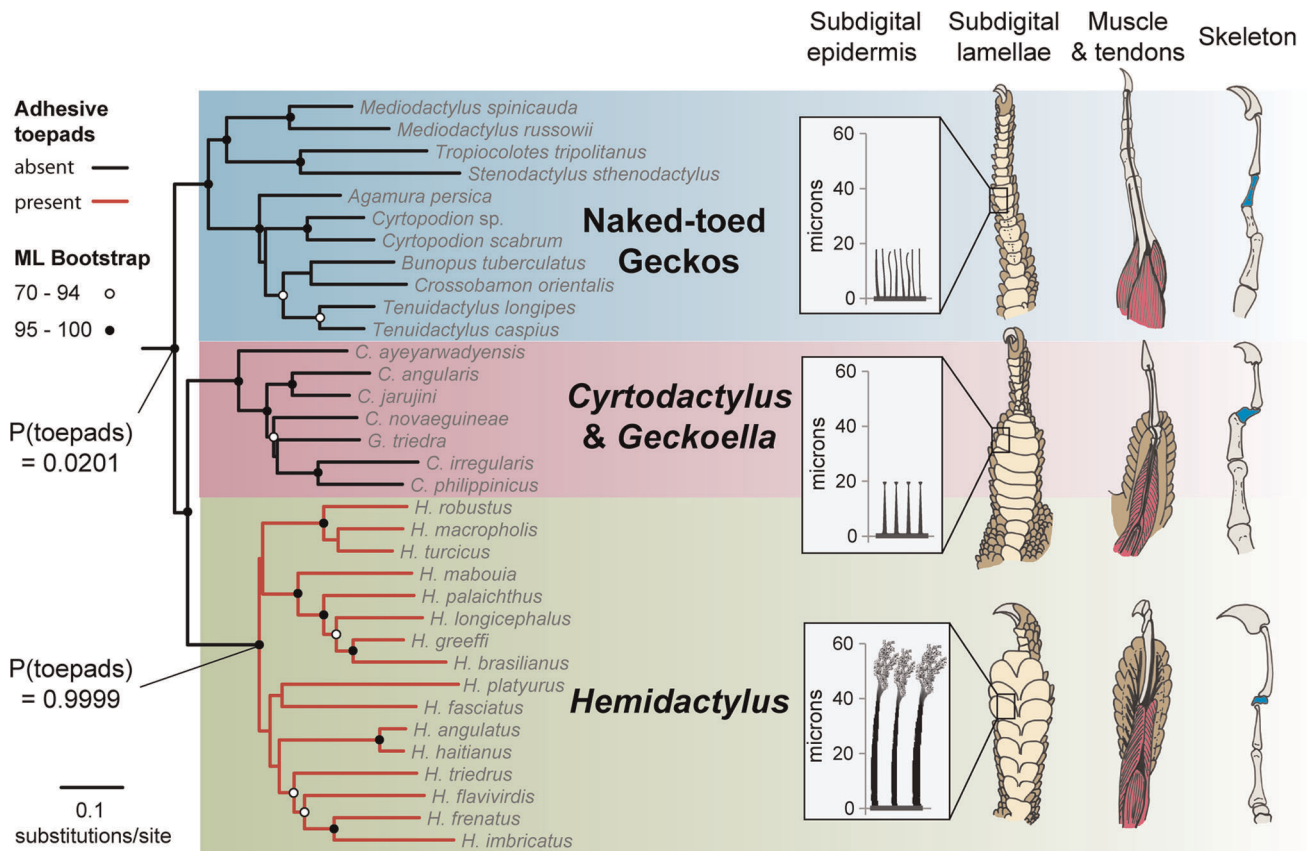 Subdigital
epidermis
Subdigital
lamellae
Muscle
& tendons
Skeleton
Adhesive
toepads
absent
present
ML Bootstrap
70 - 94
95 - 100
P(toepads)
= 0.0201
P(toepads)
= 0.9999
0.1
substitutions/site
Mediodactylus spinicauda
Mediodactylus russowii
Tropiocolotes tripolitanus
Stenodactylus sthenodactylus
Agamura persica
Cyrtopodion sp.
Cyrtopodion scabrum
Bunopus tuberculatus
Crossobamon orientalis
Tenuidactylus longipes
Tenuidactylus caspius
Naked-toed
Geckos
C. ayeyarwadyensis
C. angularis
C. jarujini
C. novaeguineae
G. triedra
C. irregularis
C. philippinicus
Cyrtodactylus
& Geckoella
H. robustus
H. macropholis
H. turcicus
H. mabouia
H. palaichthus
H. longicephalus
H. greeffi
H. brasilianus
H. platyurus
H. fasciatus
H. angulatus
H. haitianus
H. triedrus
H. flavivirdis
H. frenatus
H. imbricatus
Hemidactylus
60
40
20
0
microns
60
40
20
0
microns
60
40
20
0
microns